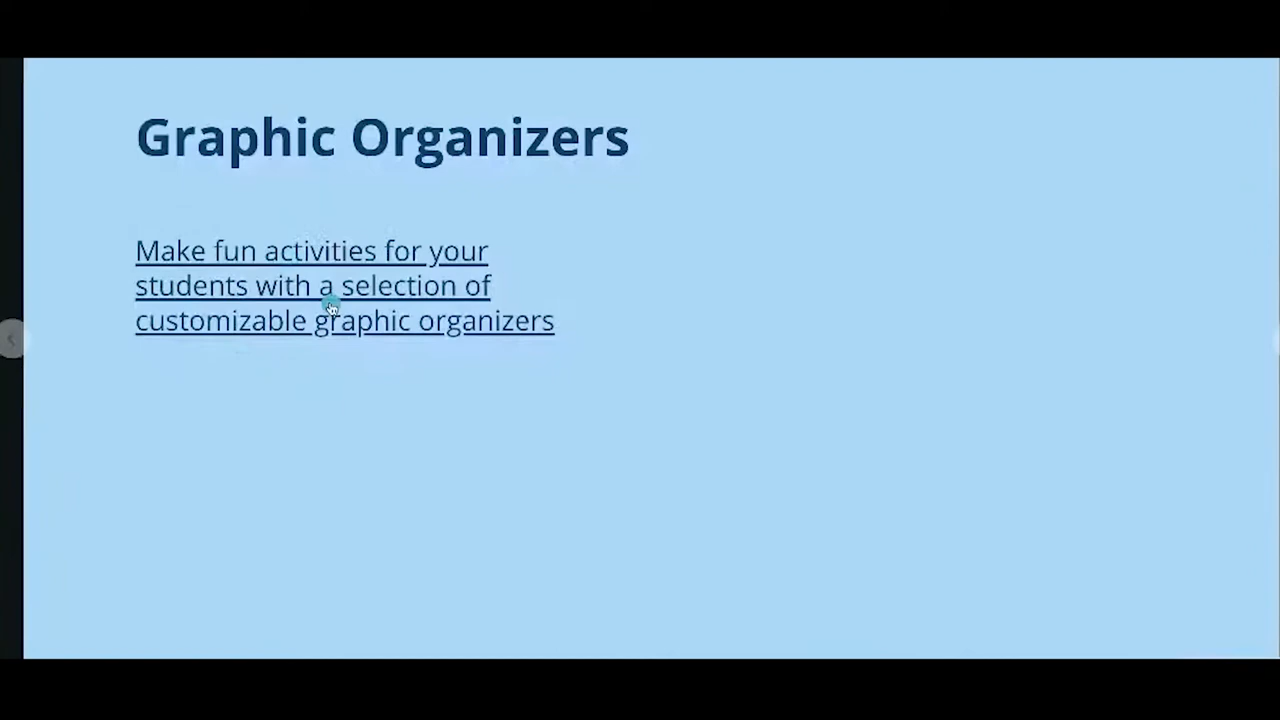 Graphic Organizers
Make fun activities for your
students with a selection of
customizable graphic organizers